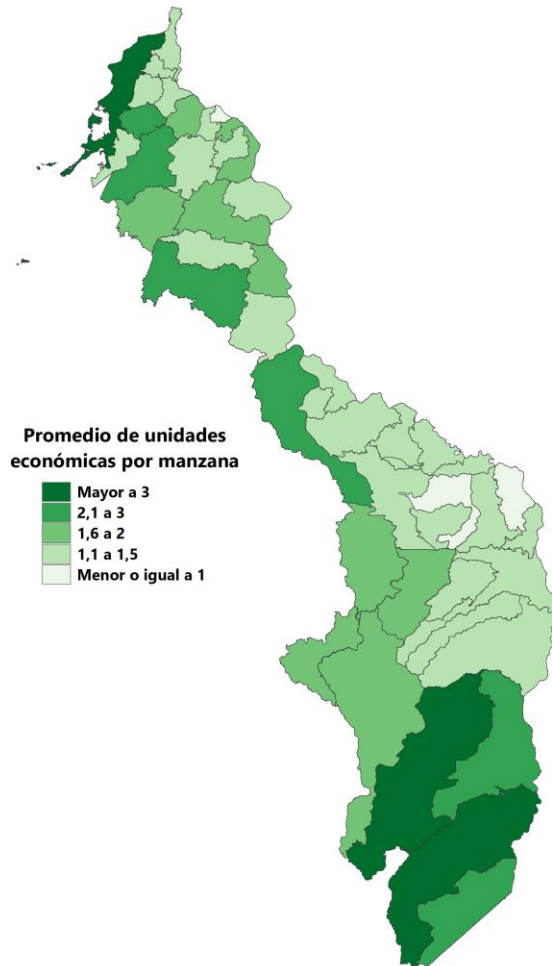 Promedio de unidades
económicas por manzana
Mayor a 3
2,1 a 3
1,6 a 2
1,1 a 1,5
Menor o igual a 1